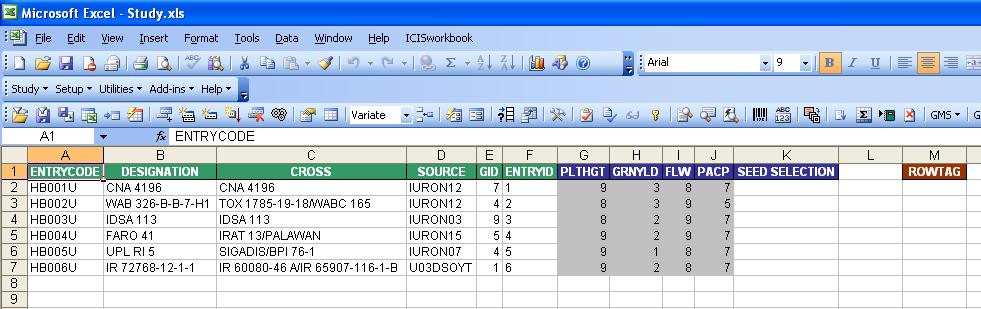 Microsoft Excel - Study.xls
File Edit View Insert Format Tools Data Window Help ICISworkbook
Arial 9 B I U
Study Setup Utilities Add-ins Help
Variate GMS
A1 fx ENTRYCODE
A B C D E F G H I J K L M
1 ENTRYCODE DESIGNATION CROSS SOURCE GID ENTRYID PLTHGT GRNYLD FLW PACP SEED SELECTION ROWTAG
2 HB001U CNA 4196 CNA 4196 IURON12 7 1 9 3 8 7
3 HB002U WAB 326-B-B-7-H1 TOX 1785-19-18/WABC 165 IURON12 4 2 8 3 9 5
4 HB003U IDSA 113 IDSA 113 IURON03 9 3 8 2 9 7
5 HB004U FARO 41 IRAT 13/PALAWAN IURON15 5 4 9 2 9 7
6 HB005U UPL RI 5 SIGADIS/BPI 76-1 IURON07 4 5 9 1 8 7
7 HB006U IR 72768-12-1-1 IR 60080-46 A/IR 65907-116-1-B U03DSOYT 1 6 9 2 8 7
8
9